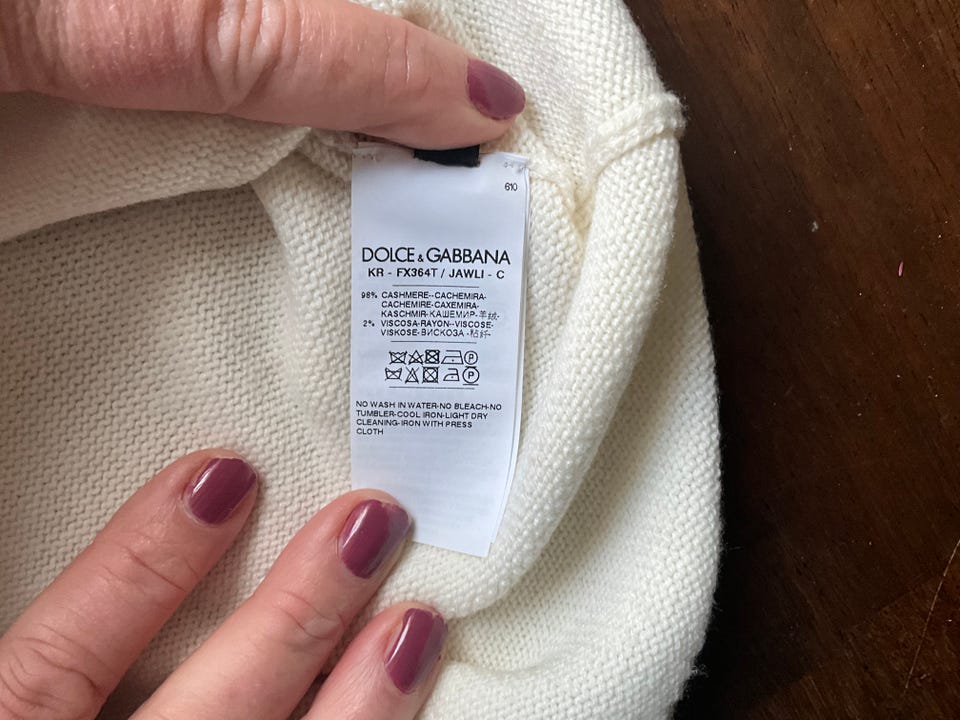 610
DOLCE & GABBANA
KR - FX364T / JAWLI - C
98% CASHMERE--CACHEMIRA-
CACHEMIRE-CAXEMIRA-
KASCHMIR-КАШЕМИР-羊绒-
2% VISCOSA-RAYON--VISCOSE-
VISKOSE-ВИСКОЗА-粘纤-
P
P
NO WASH IN WATER-NO BLEACH-NO
TUMBLER-COOL IRON-LIGHT DRY
CLEANING-IRON WITH PRESS
CLOTH